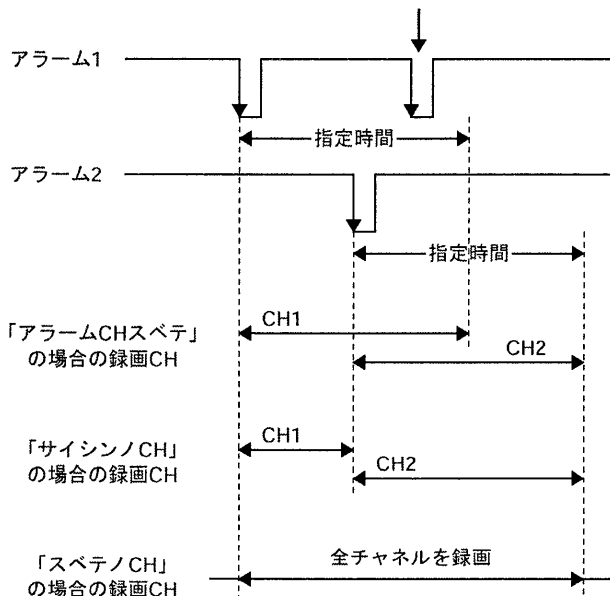 アラーム1
指定時間
アラーム2
指定時間
CH1
「アラームCHスベテ」
の場合の録画CH
CH2
CH1
「サイシンノCH」
の場合の録画CH
CH2
全チャネルを録画
「スベテノCH」
の場合の録画CH